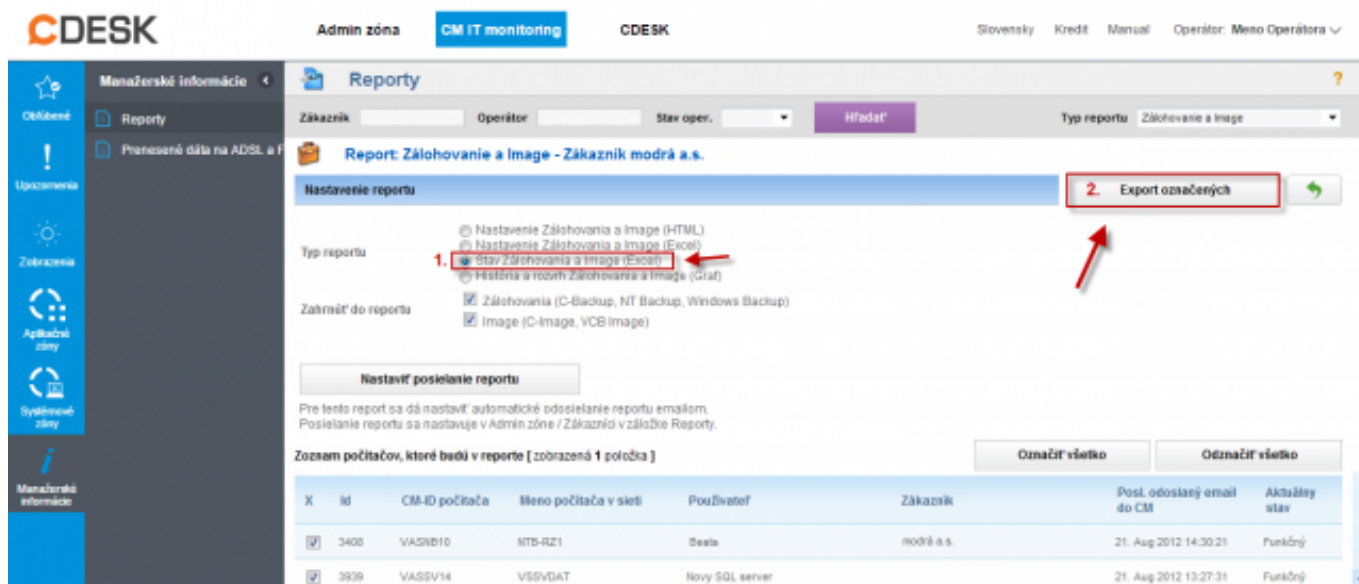 CDESK
Admin zóna CM IT monitoring CDESK Slovensky Kredit Manual Operátor: Meno Operátora
Obľúbené
Upozornenia
Zobrazenia
Aplikačné zóny
Systémové zóny
Manažerské informácie
Manažerské informácie
Reporty
Prenesené dáta na ADSL a F
Reporty ?
Zákazník Operátor Stav oper. Hľadať Typ reportu Zálohovanie a Image
Report: Zálohovanie a Image - Zákazník modrá a.s.
Nastavenie reportu 2. Export označených
Typ reportu
Nastavenie Zálohovania a Image (HTML)
Nastavenie Zálohovania a Image (Excel)
1. Stav Zálohovania a Image (Excel)
História a rozvrh Zálohovania a Image (Graf)
Zahrnúť do reportu
Zálohovania (C-Backup, NT Backup, Windows Backup)
Image (C-Image, VCB Image)
Nastaviť posielanie reportu
Pre tento report sa dá nastaviť automatické odosielanie reportu emailom.
Posielanie reportu sa nastavuje v Admin zóne / Zákazníci v záložke Reporty.
Zoznam počítačov, ktoré budú v reporte [ zobrazená 1 položka ] Označiť všetko Odznačiť všetko
X Id CM-ID počítača Meno počítača v sieti Používateľ Zákazník Posl. odoslaný email do CM Aktuálny stav
3408 VASNB10 NTB-RZ1 Beata modrá a.s. 21. Aug 2012 14:30:21 Funkčný
3939 VASSV14 VSSVDAT Novy SQL server 21. Aug 2012 13:27:31 Funkčný